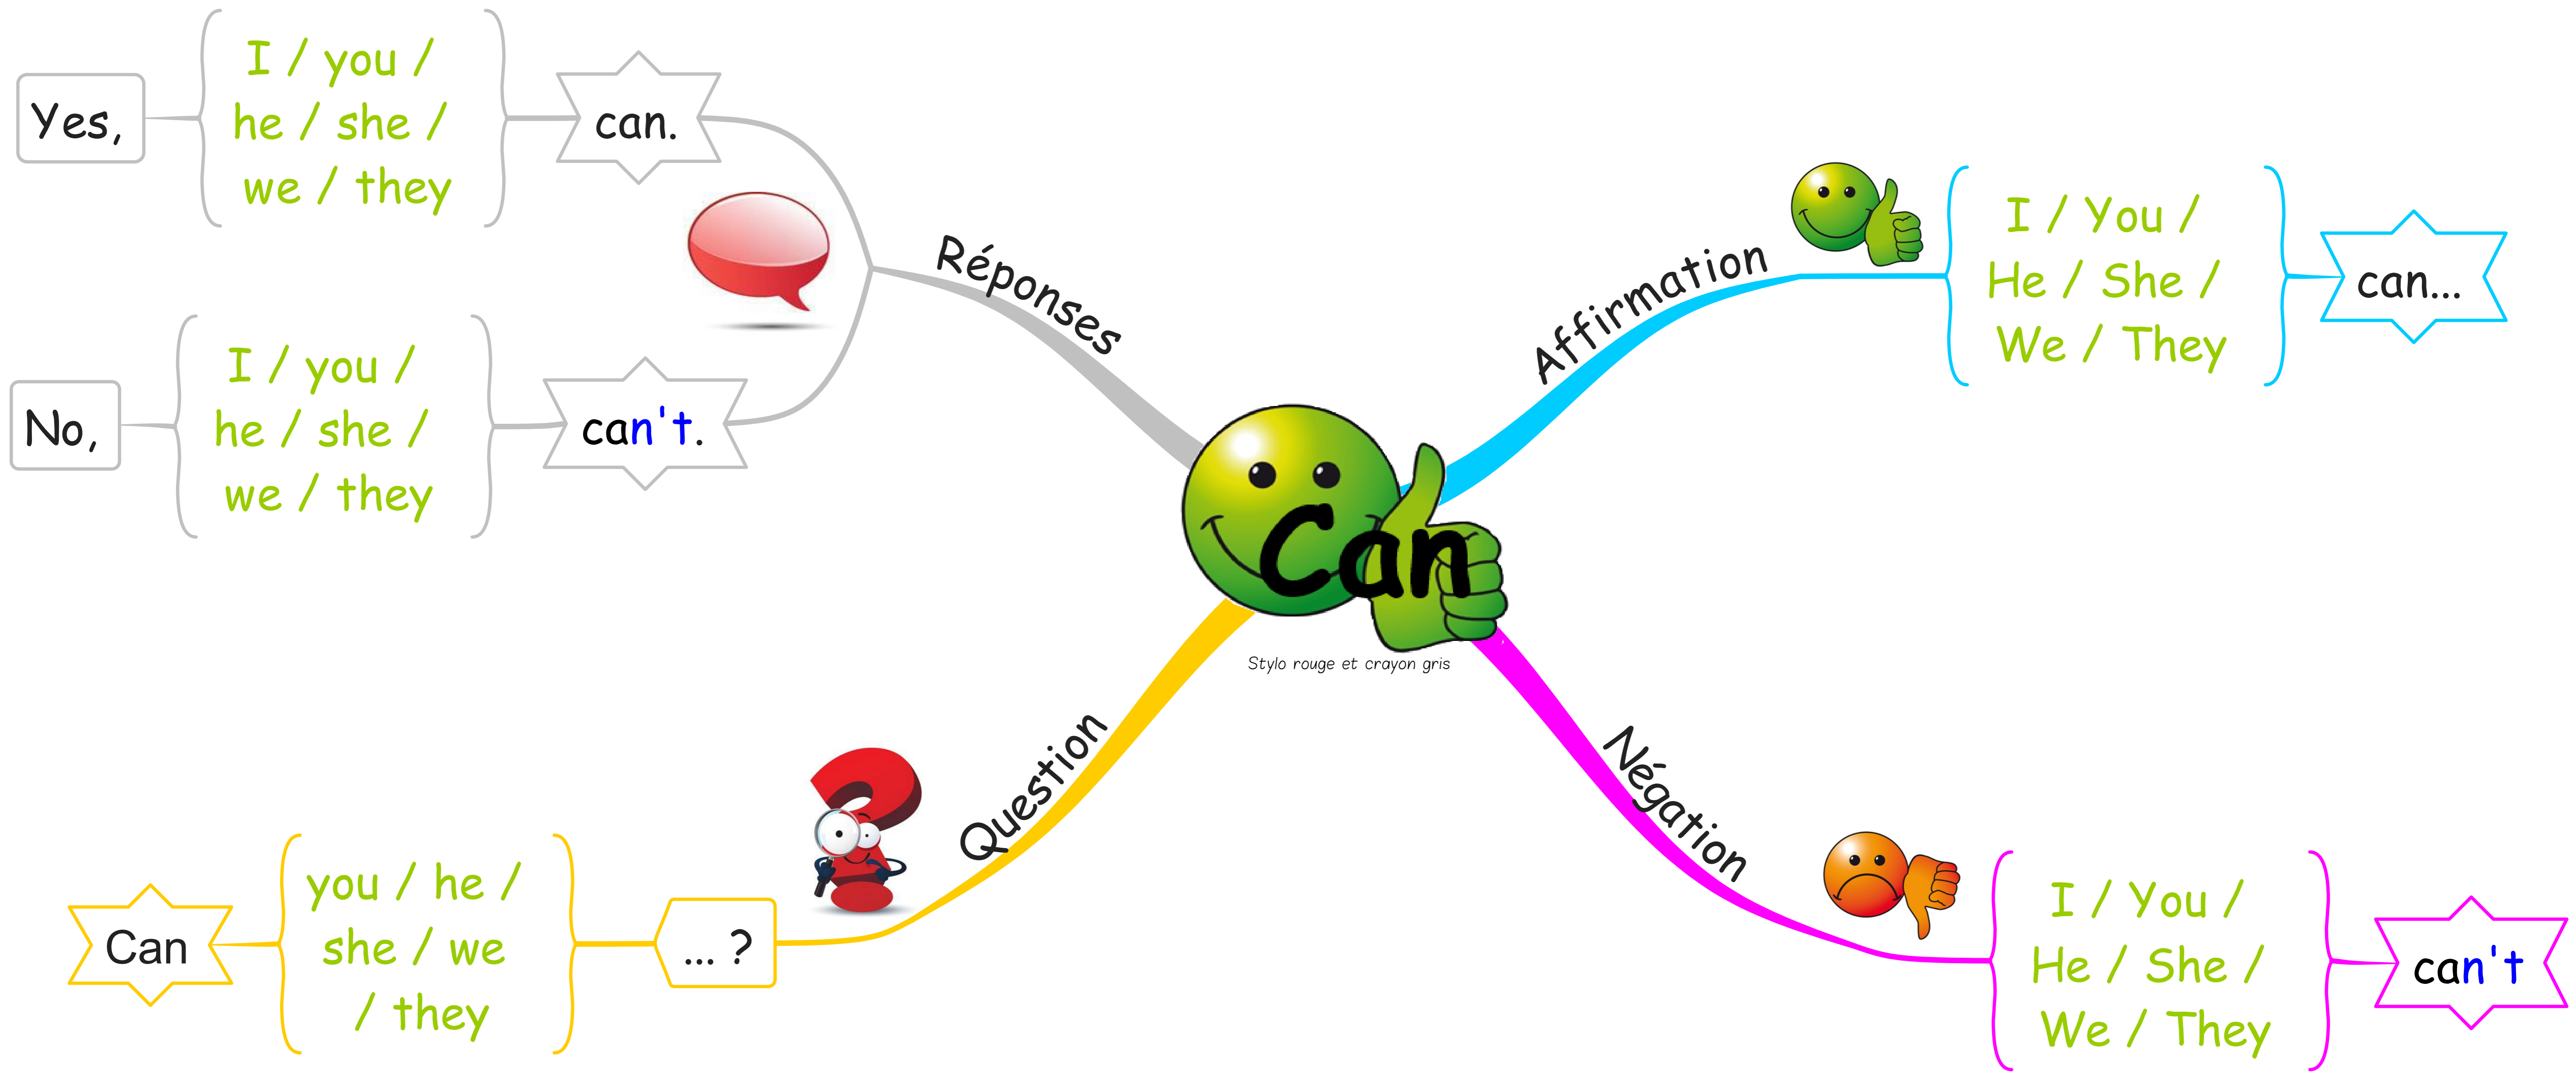 Yes,
I / you /
he / she /
we / they
can.
No,
I / you /
he / she /
we / they
can't.
Réponses
Affirmation
I / You /
He / She /
We / They
can...
Can
Stylo rouge et crayon gris
Question
Can
you / he /
she / we
/ they
... ?
Négation
I / You /
He / She /
We / They
can't